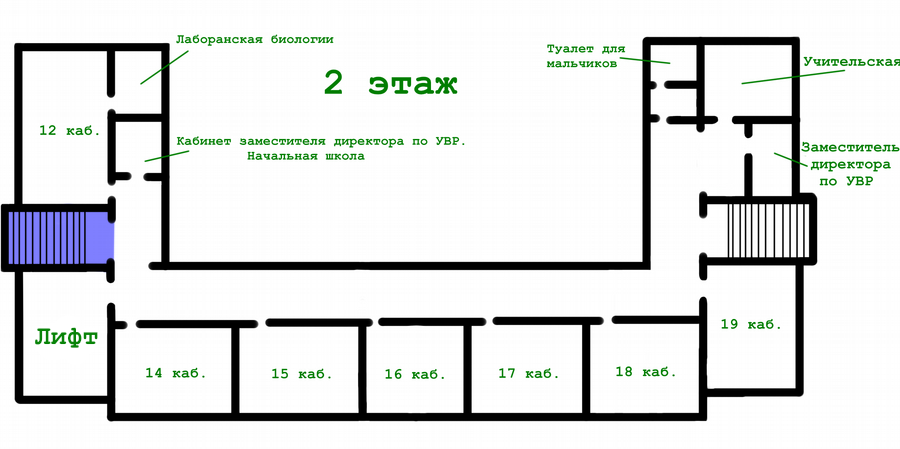 Лаборанская биологии
2 этаж
Туалет для
мальчиков
Учительская
12 каб.
Кабинет заместителя директора по УВР.
Начальная школа
Заместитель
директора
по УВР
Лифт
14 каб.
15 каб.
16 каб.
17 каб.
18 каб.
19 каб.